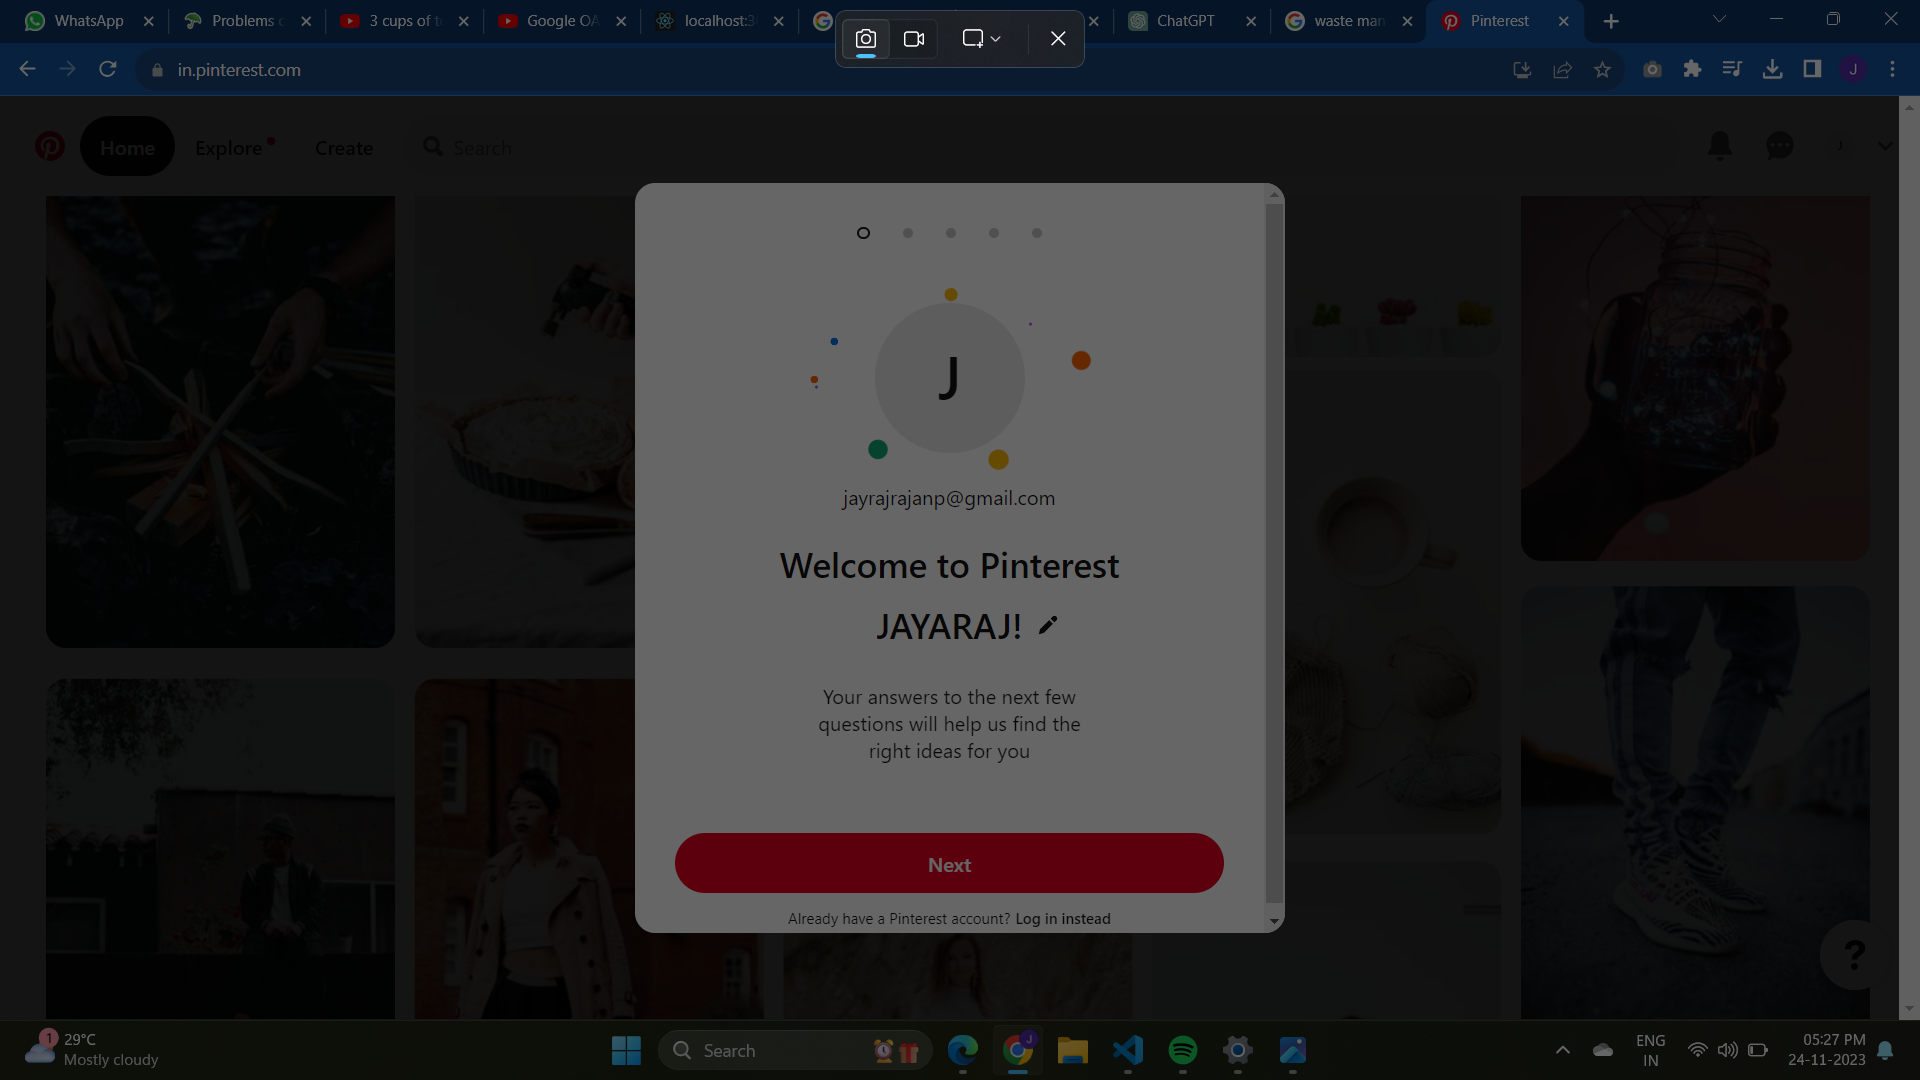 WhatsApp
Problems
3 cups of t
Google OA
localhost:3
ChatGPT
waste man
Pinterest
in.pinterest.com
J
Home
Explore
Create
Search
J
J
jayrajrajanp@gmail.com
Welcome to Pinterest
JAYARAJ!
Your answers to the next few
questions will help us find the
right ideas for you
Next
Already have a Pinterest account? Log in instead
?
1
29°C
Mostly cloudy
Search
J
ENG
IN
05:27 PM
24-11-2023